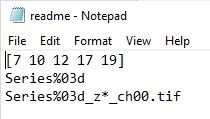 readme - Notepad
File Edit Format View Help
[7 10 12 17 19]
Series%03d
Series%03d_z*_ch00.tif